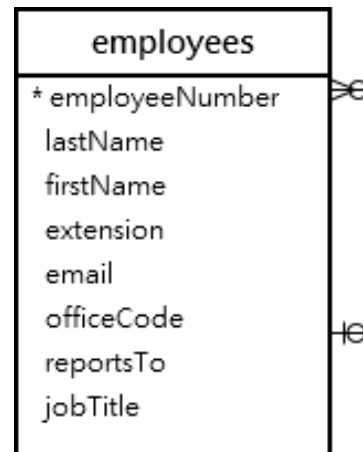 employees
* employeeNumber
lastName
firstName
extension
email
officeCode
reportsTo
jobTitle